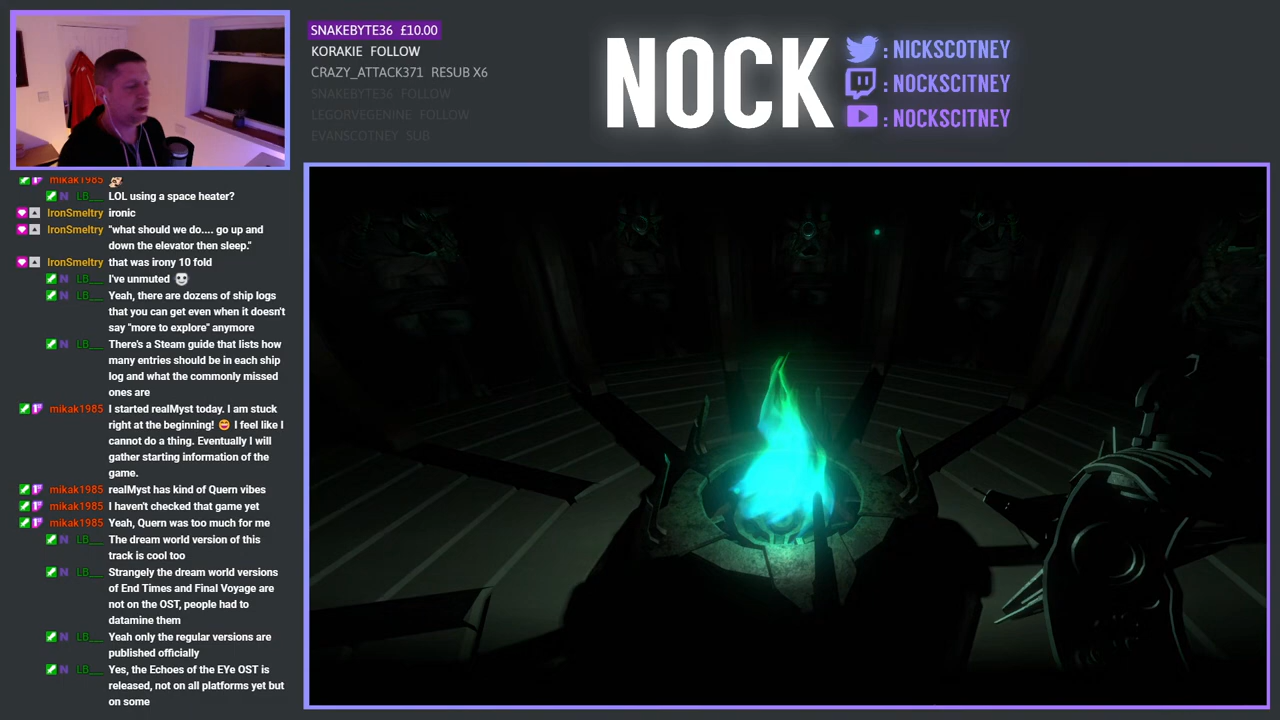 SNAKEBYTE36 £10.00
KORAKIE FOLLOW
CRAZY_ATTACK371 RESUB X6
SNAKEBYTE36 FOLLOW
LEGORVEGENINE FOLLOW
EVANSCOTNEY SUB
NOCK
: NICKSCOTNEY
: NOCKSCITNEY
: NOCKSCITNEY
mikak1985
LB__ LOL using a space heater?
IronSmeltry ironic
IronSmeltry "what should we do.... go up and
down the elevator then sleep."
IronSmeltry that was irony 10 fold
LB__ I've unmuted
LB__ Yeah, there are dozens of ship logs
that you can get even when it doesn't
say "more to explore" anymore
LB__ There's a Steam guide that lists how
many entries should be in each ship
log and what the commonly missed
ones are
mikak1985 I started realMyst today. I am stuck
right at the beginning! 😄 I feel like I
cannot do a thing. Eventually I will
gather starting information of the
game.
mikak1985 realMyst has kind of Quern vibes
mikak1985 I haven't checked that game yet
mikak1985 Yeah, Quern was too much for me
LB__ The dream world version of this
track is cool too
LB__ Strangely the dream world versions
of End Times and Final Voyage are
not on the OST, people had to
datamine them
LB__ Yeah only the regular versions are
published officially
LB__ Yes, the Echoes of the EYe OST is
released, not on all platforms yet but
on some